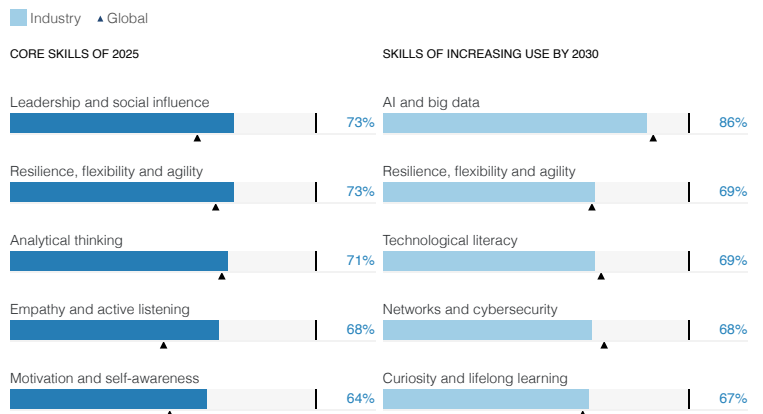 Industry Global
CORE SKILLS OF 2025
Leadership and social influence
73%
Resilience, flexibility and agility
73%
Analytical thinking
71%
Empathy and active listening
68%
Motivation and self-awareness
64%
SKILLS OF INCREASING USE BY 2030
AI and big data
86%
Resilience, flexibility and agility
69%
Technological literacy
69%
Networks and cybersecurity
68%
Curiosity and lifelong learning
67%